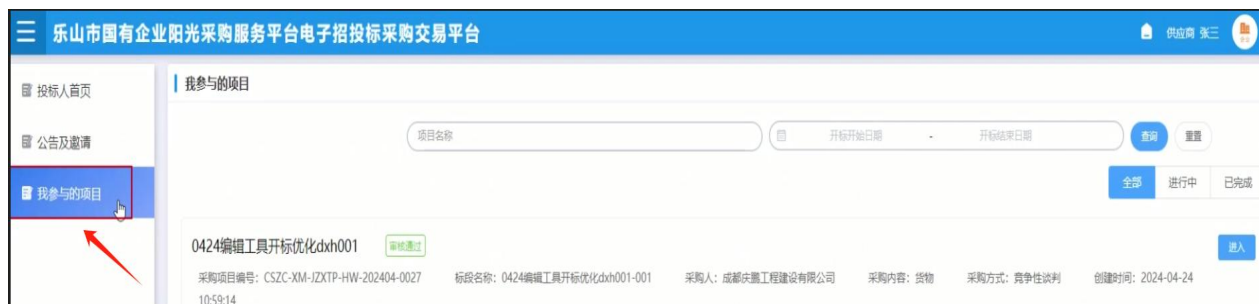 乐山市国有企业阳光采购服务平台电子招投标采购交易平台
供应商 张三
投标人首页
公告及邀请
我参与的项目
我参与的项目
项目名称
开标开始日期 - 开标结束日期
查询
重置
全部 进行中 已完成
0424编辑工具开标优化dxh001 审核通过
进入
采购项目编号：CSZC-XM-JZXTP-HW-202404-0027 标段名称：0424编辑工具开标优化dxh001-001 采购人：成都庆鹏工程建设有限公司 采购内容：货物 采购方式：竞争性谈判 创建时间：2024-04-24
10:59:14